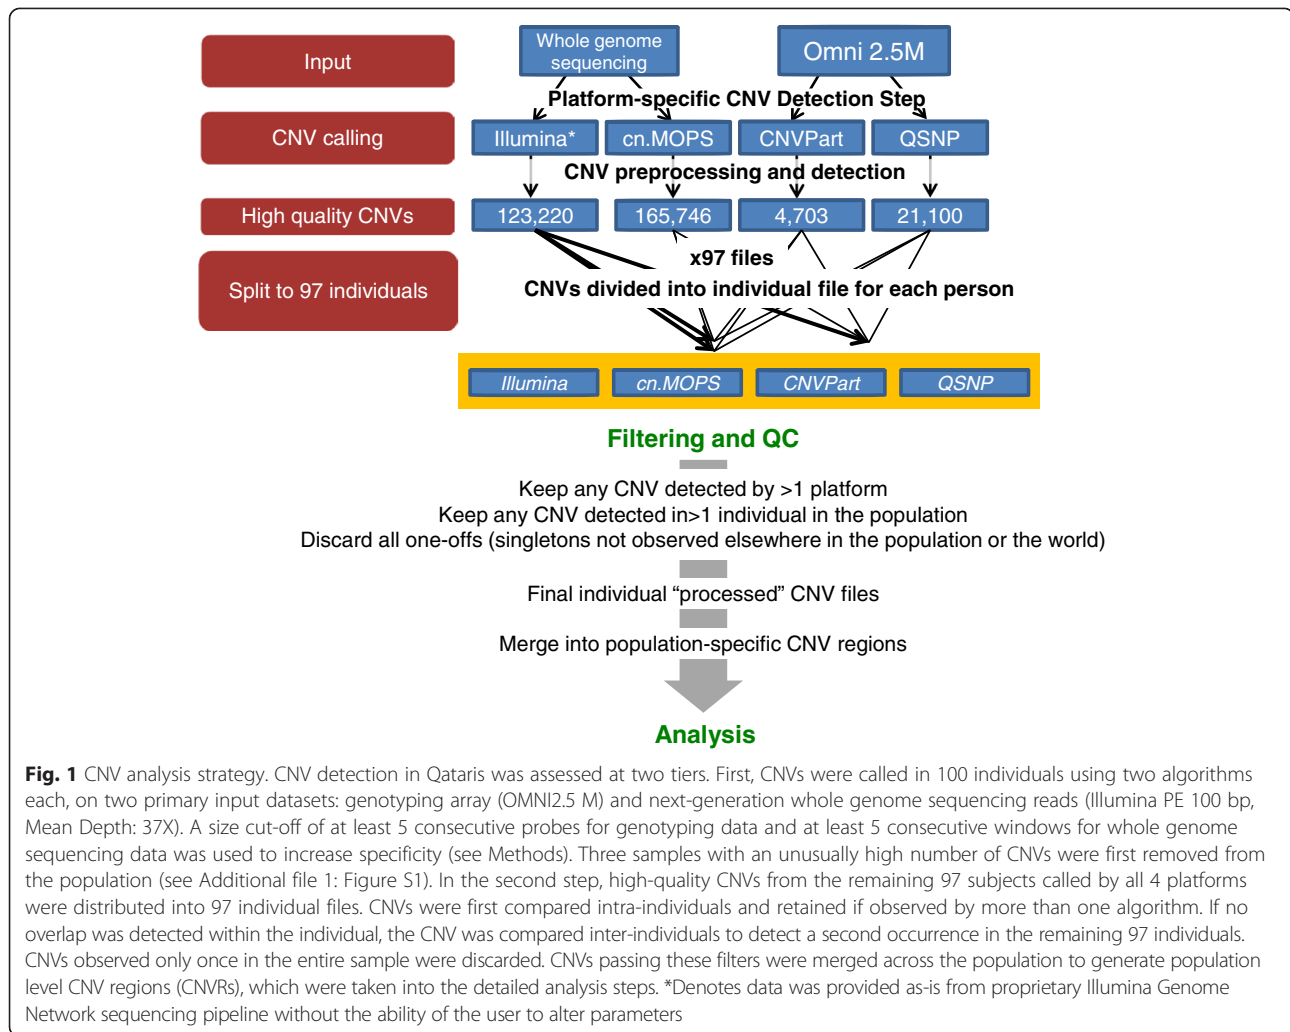 Input
Whole genome
sequencing
Omni 2.5M
Platform-specific CNV Detection Step
CNV calling
Illumina*
cn.MOPS
CNVPart
QSNP
CNV preprocessing and detection
High quality CNVs
123,220
165,746
4,703
21,100
x97 files
Split to 97 individuals
CNVs divided into individual file for each person
Illumina
cn.MOPS
CNVPart
QSNP
Filtering and QC
Keep any CNV detected by >1 platform
Keep any CNV detected in>1 individual in the population
Discard all one-offs (singletons not observed elsewhere in the population or the world)
Final individual “processed” CNV files
Merge into population-specific CNV regions
Analysis
Fig. 1 CNV analysis strategy. CNV detection in Qataris was assessed at two tiers. First, CNVs were called in 100 individuals using two algorithms
each, on two primary input datasets: genotyping array (OMNI2.5 M) and next-generation whole genome sequencing reads (Illumina PE 100 bp,
Mean Depth: 37X). A size cut-off of at least 5 consecutive probes for genotyping data and at least 5 consecutive windows for whole genome
sequencing data was used to increase specificity (see Methods). Three samples with an unusually high number of CNVs were first removed from
the population (see Additional file 1: Figure S1). In the second step, high-quality CNVs from the remaining 97 subjects called by all 4 platforms
were distributed into 97 individual files. CNVs were first compared intra-individuals and retained if observed by more than one algorithm. If no
overlap was detected within the individual, the CNV was compared inter-individuals to detect a second occurrence in the remaining 97 individuals.
CNVs observed only once in the entire sample were discarded. CNVs passing these filters were merged across the population to generate population
level CNV regions (CNVRs), which were taken into the detailed analysis steps. *Denotes data was provided as-is from proprietary Illumina Genome
Network sequencing pipeline without the ability of the user to alter parameters